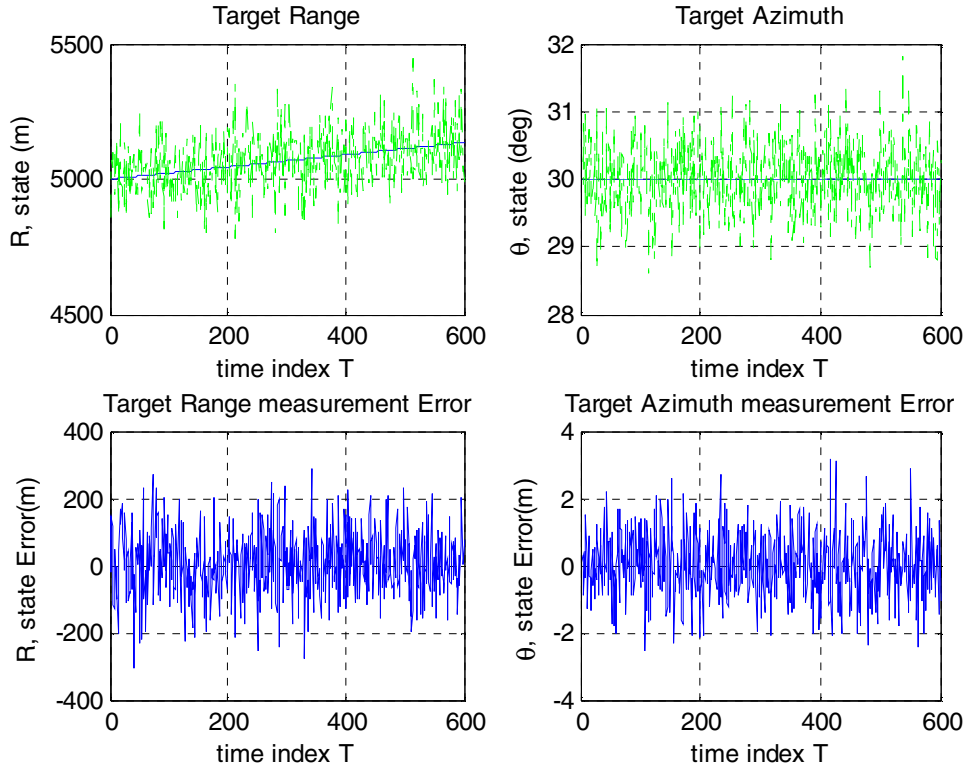 Target Range
5500
5000
4500
R, state (m)
0
200
400
600
time index T
Target Azimuth
32
31
30
29
28
θ, state (deg)
0
200
400
600
time index T
Target Range measurement Error
400
200
0
-200
-400
R, state Error(m)
0
200
400
600
time index T
Target Azimuth measurement Error
4
2
0
-2
-4
θ, state Error(m)
0
200
400
600
time index T